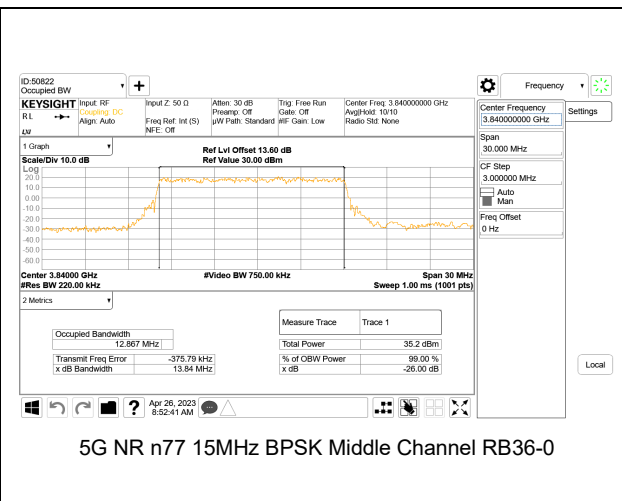 ID:50822
Occupied BW
+
Frequency
KEYSIGHT Input: RF Input Z: 50 Ω Atten: 30 dB Trig: Free Run Center Freq: 3.840000000 GHz
R L Coupling: DC Preamp: Off Gate: Off Avg|Hold: 10/10
Align: Auto Freq Ref: Int (S) µW Path: Standard #IF Gain: Low Radio Std: None
NFE: Off
Center Frequency
3.840000000 GHz
Settings
Span
30.000 MHz
CF Step
3.000000 MHz
Auto
Man
Freq Offset
0 Hz
Local
1 Graph
Ref Lvl Offset 13.60 dB
Scale/Div 10.0 dB Ref Value 30.00 dBm
Log
20.0
10.0
0.00
-10.0
-20.0
-30.0
-40.0
-50.0
-60.0
Center 3.84000 GHz #Video BW 750.00 kHz Span 30 MHz
#Res BW 220.00 kHz Sweep 1.00 ms (1001 pts)
2 Metrics
Measure Trace Trace 1
Occupied Bandwidth
12.867 MHz
Total Power 35.2 dBm
Transmit Freq Error -375.79 kHz % of OBW Power 99.00 %
x dB Bandwidth 13.84 MHz x dB -26.00 dB
? Apr 26, 2023
8:52:41 AM
5G NR n77 15MHz BPSK Middle Channel RB36-0